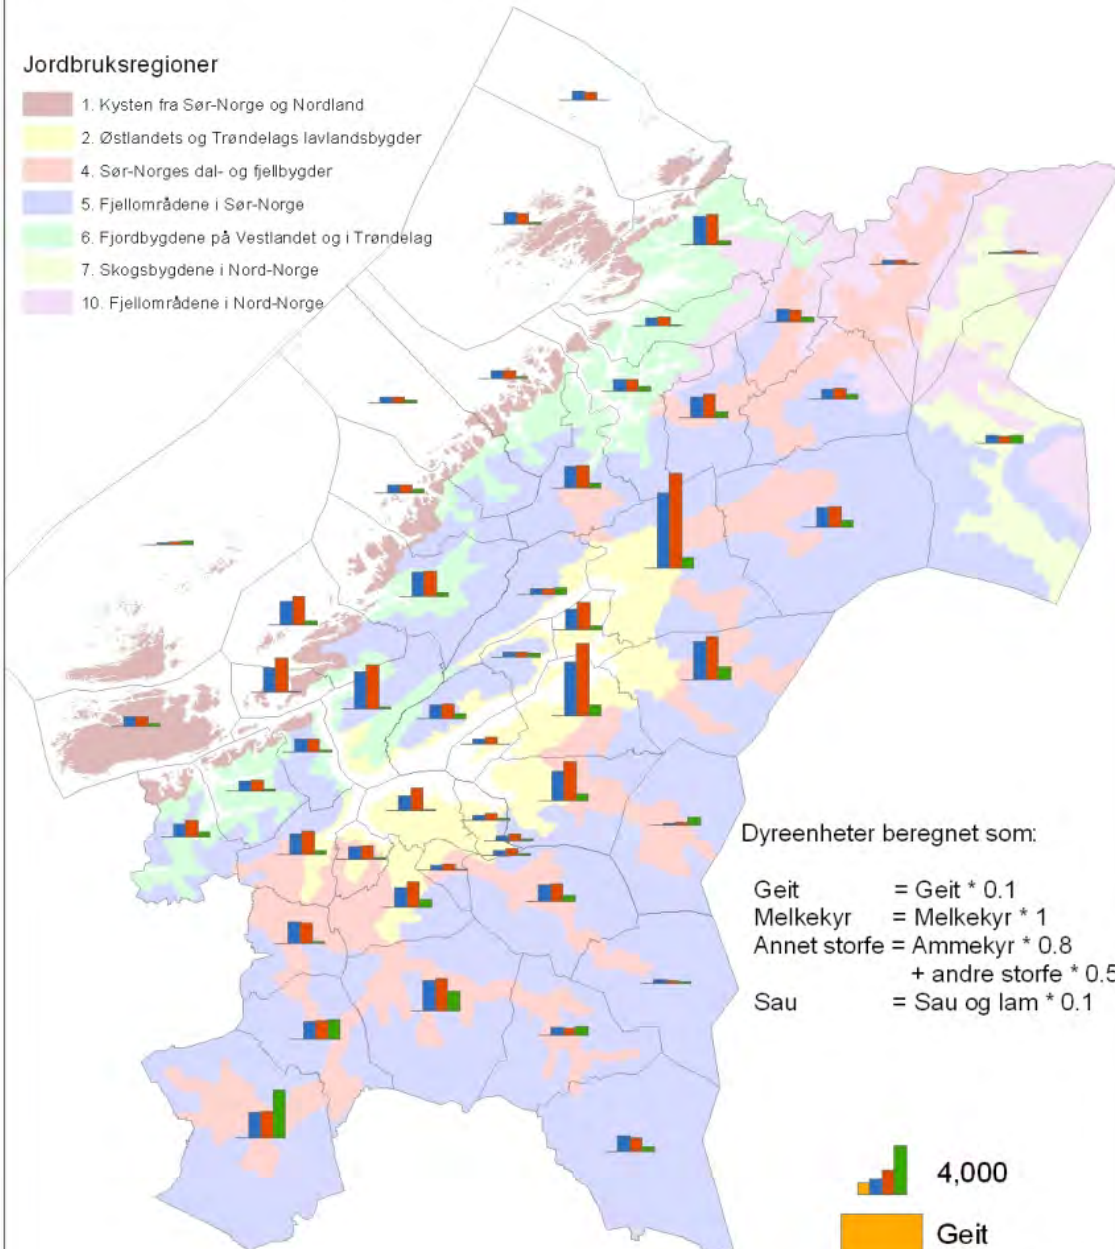 Jordbruksregioner
1. Kysten fra Sør-Norge og Nordland
2. Østlandets og Trøndelags lavlandsbygder
4. Sør-Norges dal- og fjellbygder
5. Fjellområdene i Sør-Norge
6. Fjordbygdene på Vestlandet og i Trøndelag
7. Skogsbygdene i Nord-Norge
10. Fjellområdene i Nord-Norge
Dyreenheter beregnet som:
Geit = Geit * 0.1
Melkekyr = Melkekyr * 1
Annet storfe = Ammekyr * 0.8
+ andre storfe * 0.5
Sau = Sau og lam * 0.1
4,000
Geit